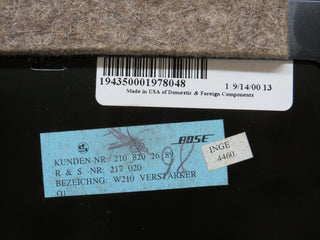 194350001978048
1 9/14/00 13
Made in USA of Domestic & Foreign Components
BOSE
KUNDEN-NR: 210 820 26 89
R & S -NR: 217 020
BEZEICHNG: W210 VERSTÄRKER
INGE
4460